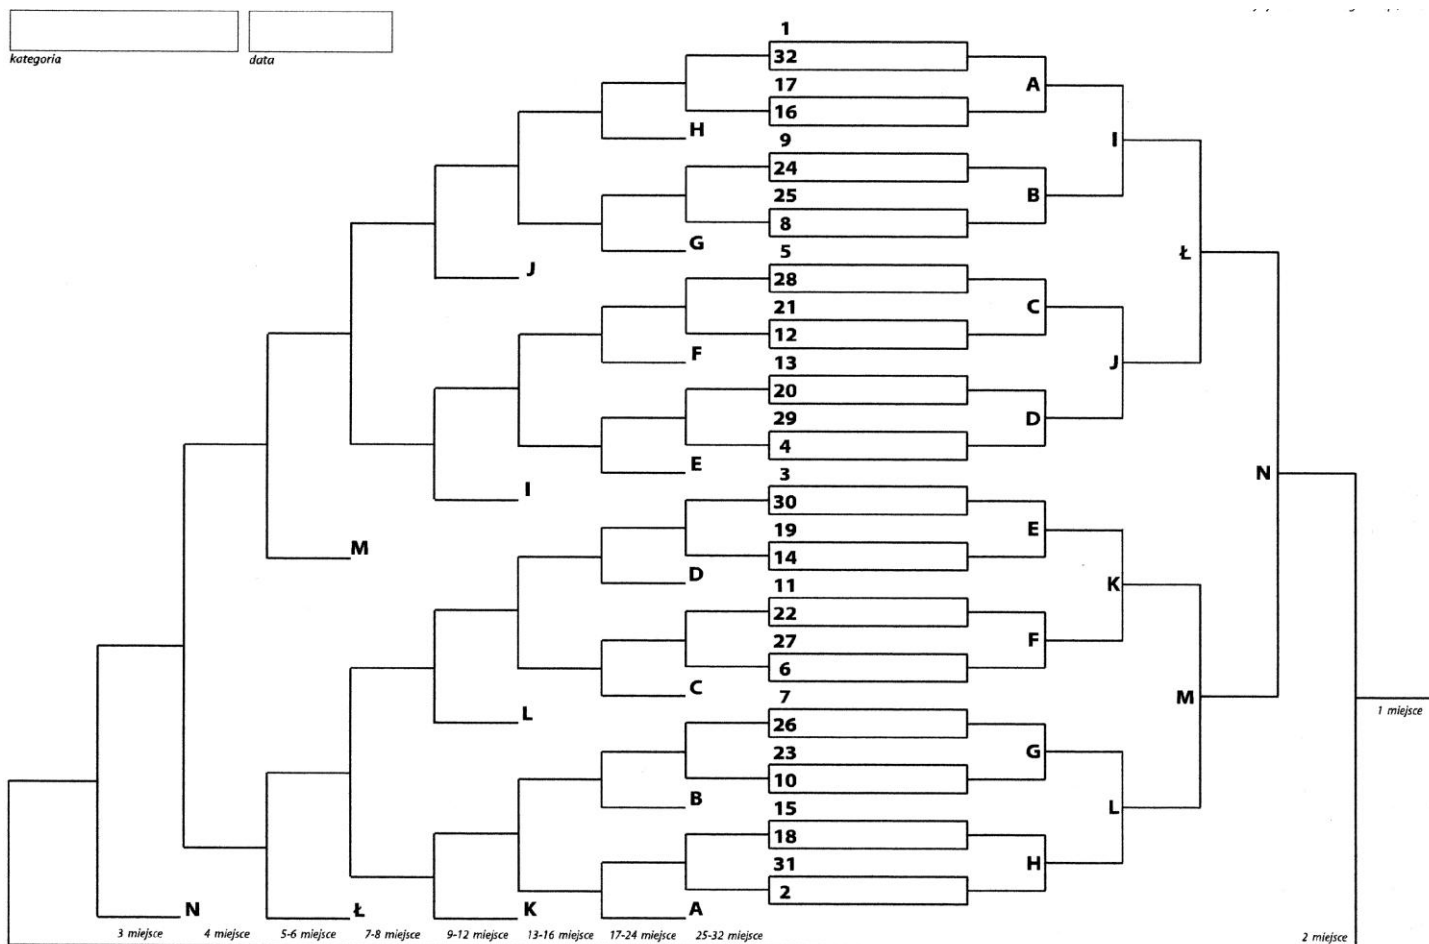 kategoria data
1
32
17
A
16
H
9
I
24
25
B
8
G
5
Ł
J
28
21
C
12
F
13
J
20
29
D
4
E
3
N
I
30
19
E
14
M
D
11
K
22
27
F
6
C
7
M
L
26
1 miejsce
23
G
10
B
15
L
18
31
H
2
N Ł K A
3 miejsce 4 miejsce 5-6 miejsce 7-8 miejsce 9-12 miejsce 13-16 miejsce 17-24 miejsce 25-32 miejsce 2 miejsce